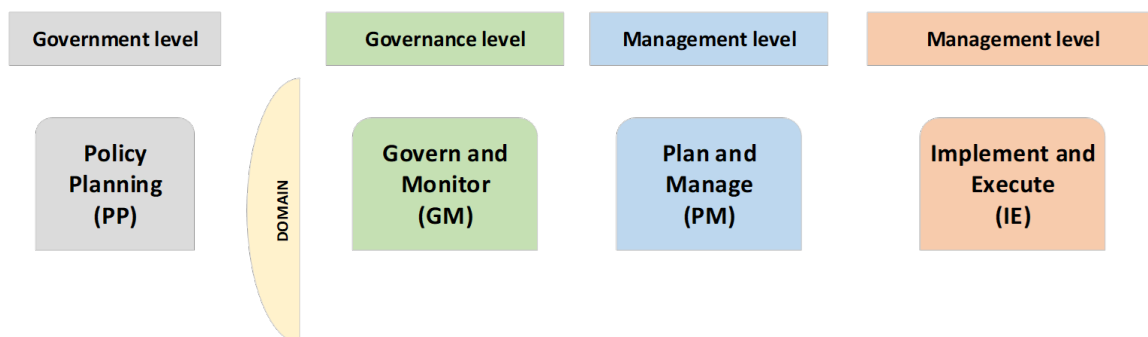 Government level
Governance level
Management level
Management level
Policy
Planning
(PP)
DOMAIN
Govern and
Monitor
(GM)
Plan and
Manage
(PM)
Implement and
Execute
(IE)